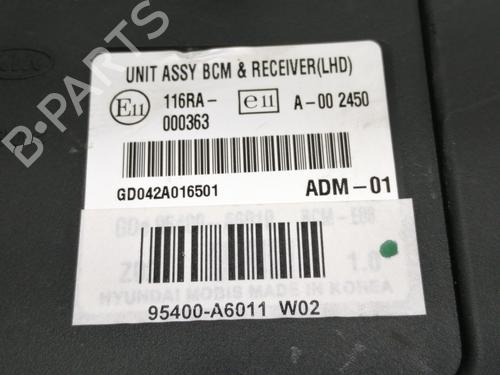 B-PARTS
KIA
UNIT ASSY BCM & RECEIVER(LHD)
E11 116RA- e11 A-00 2450
000363
GD042A016501 ADM-01
1.0
HYUNDAI MOBIS MADE IN KOREA
95400-A6011 W02